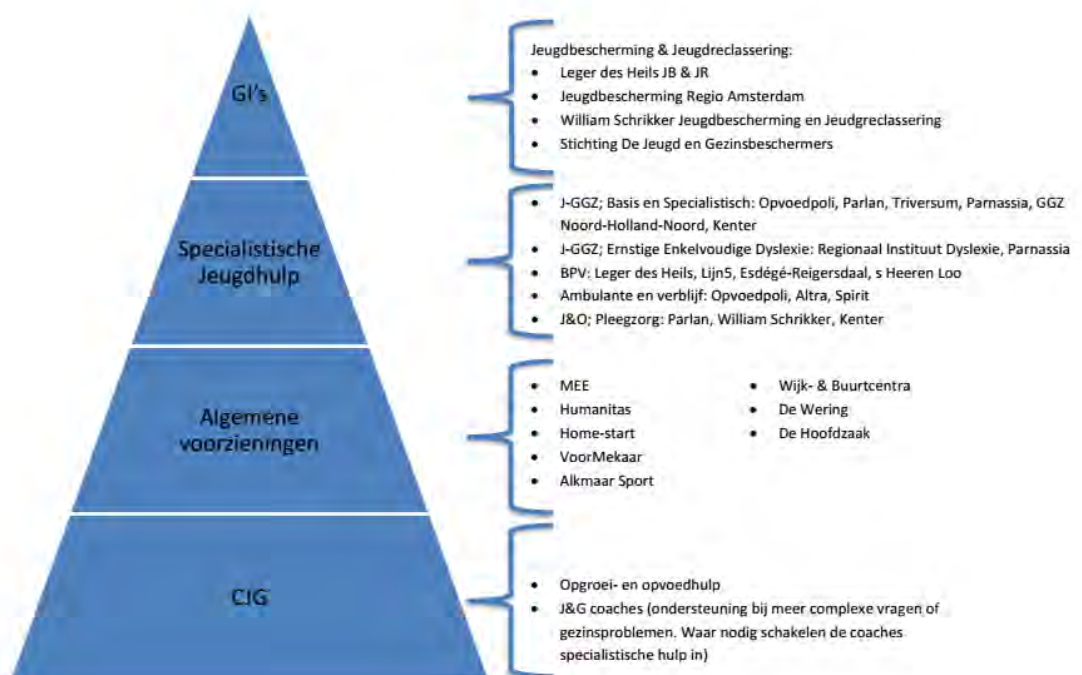 GI's
Jeugdbescherming & Jeugdreclassering:
• Leger des Heils JB & JR
• Jeugdbescherming Regio Amsterdam
• William Schrikker Jeugdbescherming en Jeudgreclassering
• Stichting De Jeugd en Gezinsbeschermers
Specialistische
Jeugdhulp
• J-GGZ; Basis en Specialistisch: Opvoedpoli, Parlan, Triversum, Parnassia, GGZ
Noord-Holland-Noord, Kenter
• J-GGZ; Ernstige Enkelvoudige Dyslexie: Regionaal Instituut Dyslexie, Parnassia
• BPV: Leger des Heils, Lijn5, Esdégé-Reigersdaal, s Heeren Loo
• Ambulante en verblijf: Opvoedpoli, Altra, Spirit
• J&O; Pleegzorg: Parlan, William Schrikker, Kenter
Algemene
voorzieningen
• MEE
• Humanitas
• Home-start
• VoorMekaar
• Alkmaar Sport
• Wijk- & Buurtcentra
• De Wering
• De Hoofdzaak
CJG
• Opgroei- en opvoedhulp
• J&G coaches (ondersteuning bij meer complexe vragen of
gezinsproblemen. Waar nodig schakelen de coaches
specialistische hulp in)